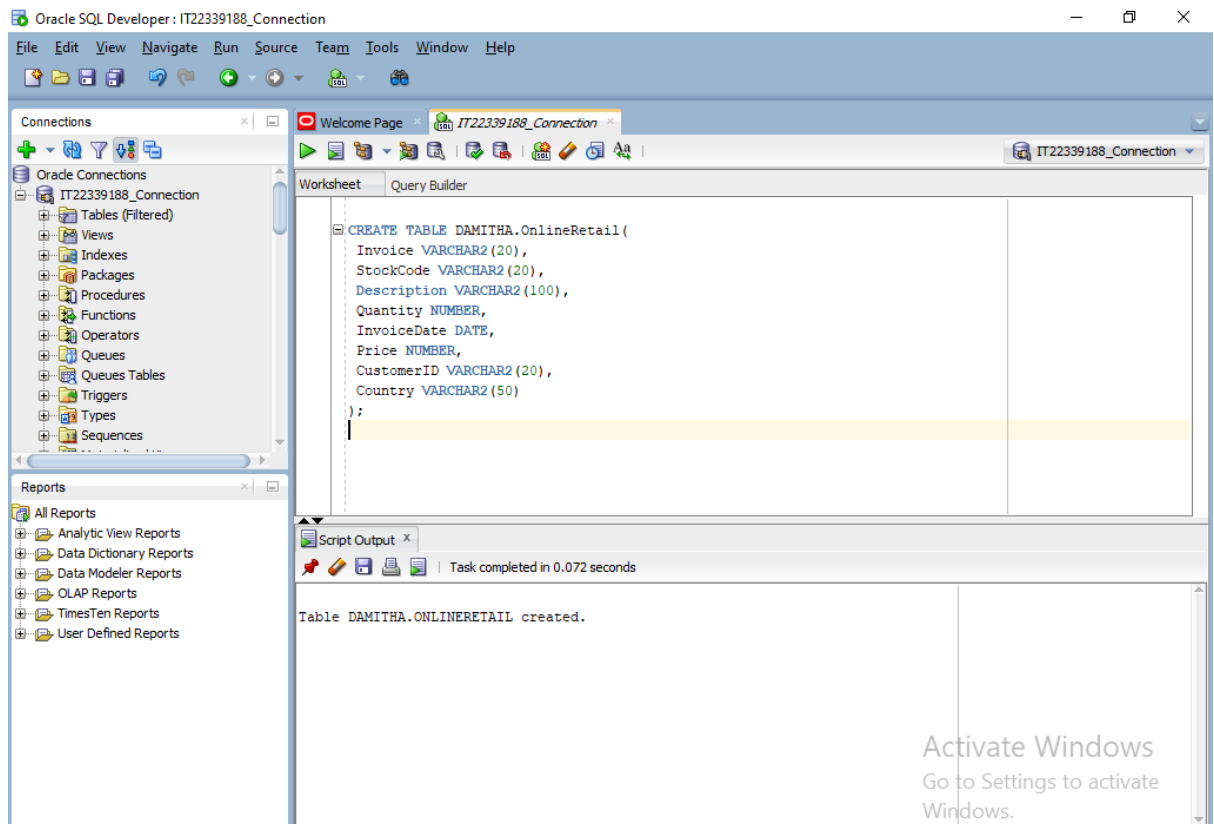 Oracle SQL Developer : IT22339188_Connection
File Edit View Navigate Run Source Team Tools Window Help
Connections
Oracle Connections
IT22339188_Connection
Tables (Filtered)
Views
Indexes
Packages
Procedures
Functions
Operators
Queues
Queues Tables
Triggers
Types
Sequences
Reports
All Reports
Analytic View Reports
Data Dictionary Reports
Data Modeler Reports
OLAP Reports
TimesTen Reports
User Defined Reports
Welcome Page
IT22339188_Connection
IT22339188_Connection
Worksheet Query Builder
CREATE TABLE DAMITHA.OnlineRetail(
Invoice VARCHAR2(20),
StockCode VARCHAR2(20),
Description VARCHAR2(100),
Quantity NUMBER,
InvoiceDate DATE,
Price NUMBER,
CustomerID VARCHAR2(20),
Country VARCHAR2(50)
);
Script Output
Task completed in 0.072 seconds
Table DAMITHA.ONLINERETAIL created.
Activate Windows
Go to Settings to activate
Windows.